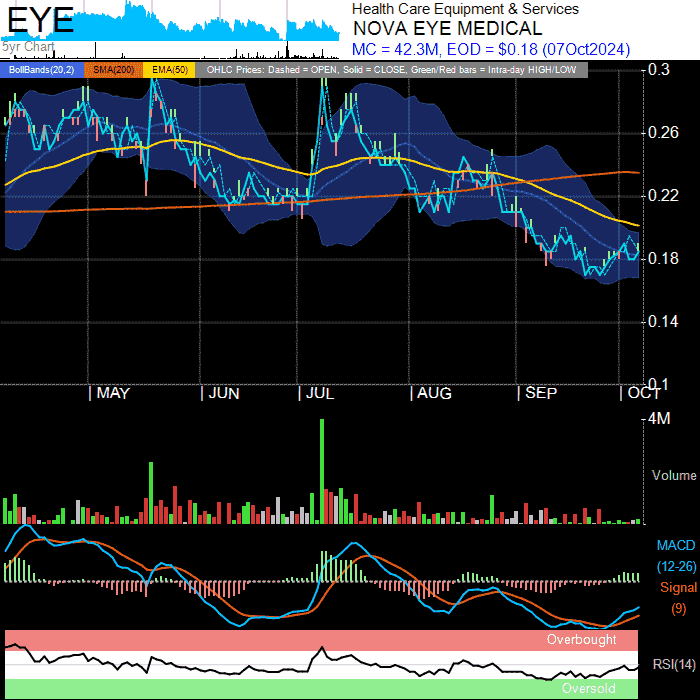 EYE
5yr Chart
Health Care Equipment & Services
NOVA EYE MEDICAL
MC = 42.3M, EOD = $0.18 (07Oct2024)
BollBands(20,2) SMA(200) EMA(50) OHLC Prices: Dashed = OPEN, Solid = CLOSE, Green/Red bars = Intra-day HIGH/LOW
0.3
0.26
0.22
0.18
0.14
0.1
MAY JUN JUL AUG SEP OCT
4M
Volume
MACD
(12-26)
Signal
(9)
Overbought
RSI(14)
Oversold